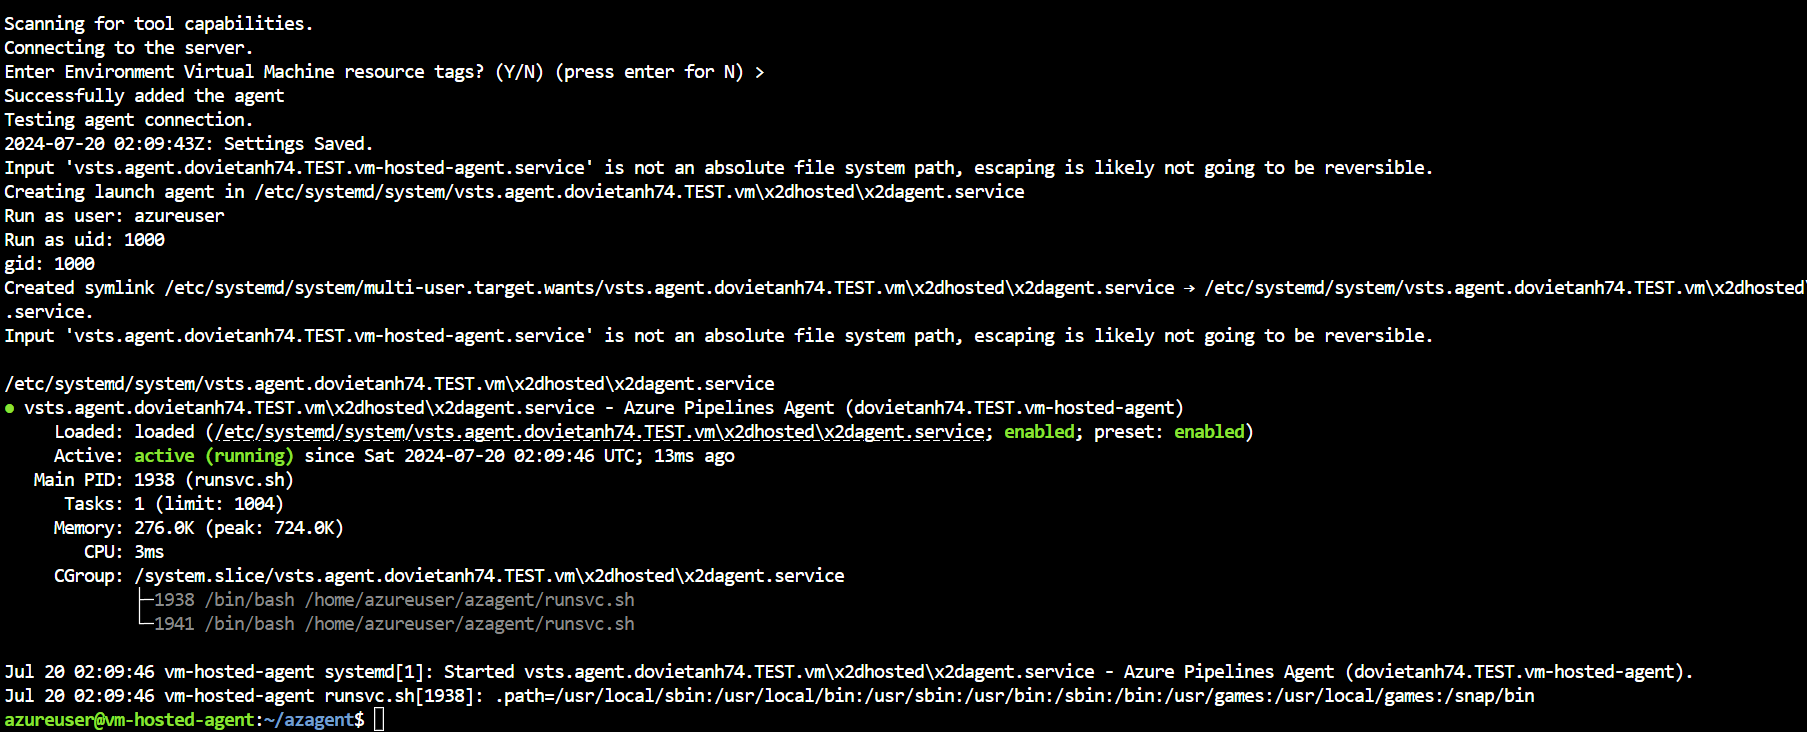 Scanning for tool capabilities.
Connecting to the server.
Enter Environment Virtual Machine resource tags? (Y/N) (press enter for N) >
Successfully added the agent
Testing agent connection.
2024-07-20 02:09:43Z: Settings Saved.
Input 'vsts.agent.dovietanh74.TEST.vm-hosted-agent.service' is not an absolute file system path, escaping is likely not going to be reversible.
Creating launch agent in /etc/systemd/system/vsts.agent.dovietanh74.TEST.vm\x2dhosted\x2dagent.service
Run as user: azureuser
Run as uid: 1000
gid: 1000
Created symlink /etc/systemd/system/multi-user.target.wants/vsts.agent.dovietanh74.TEST.vm\x2dhosted\x2dagent.service → /etc/systemd/system/vsts.agent.dovietanh74.TEST.vm\x2dhosted\
.service.
Input 'vsts.agent.dovietanh74.TEST.vm-hosted-agent.service' is not an absolute file system path, escaping is likely not going to be reversible.
/etc/systemd/system/vsts.agent.dovietanh74.TEST.vm\x2dhosted\x2dagent.service
● vsts.agent.dovietanh74.TEST.vm\x2dhosted\x2dagent.service - Azure Pipelines Agent (dovietanh74.TEST.vm-hosted-agent)
Loaded: loaded (/etc/systemd/system/vsts.agent.dovietanh74.TEST.vm\x2dhosted\x2dagent.service; enabled; preset: enabled)
Active: active (running) since Sat 2024-07-20 02:09:46 UTC; 13ms ago
Main PID: 1938 (runsvc.sh)
Tasks: 1 (limit: 1004)
Memory: 276.0K (peak: 724.0K)
CPU: 3ms
CGroup: /system.slice/vsts.agent.dovietanh74.TEST.vm\x2dhosted\x2dagent.service
├─1938 /bin/bash /home/azureuser/azagent/runsvc.sh
└─1941 /bin/bash /home/azureuser/azagent/runsvc.sh
Jul 20 02:09:46 vm-hosted-agent systemd[1]: Started vsts.agent.dovietanh74.TEST.vm\x2dhosted\x2dagent.service - Azure Pipelines Agent (dovietanh74.TEST.vm-hosted-agent).
Jul 20 02:09:46 vm-hosted-agent runsvc.sh[1938]: .path=/usr/local/sbin:/usr/local/bin:/usr/sbin:/usr/bin:/sbin:/bin:/usr/games:/usr/local/games:/snap/bin
azureuser@vm-hosted-agent:~/azagent$